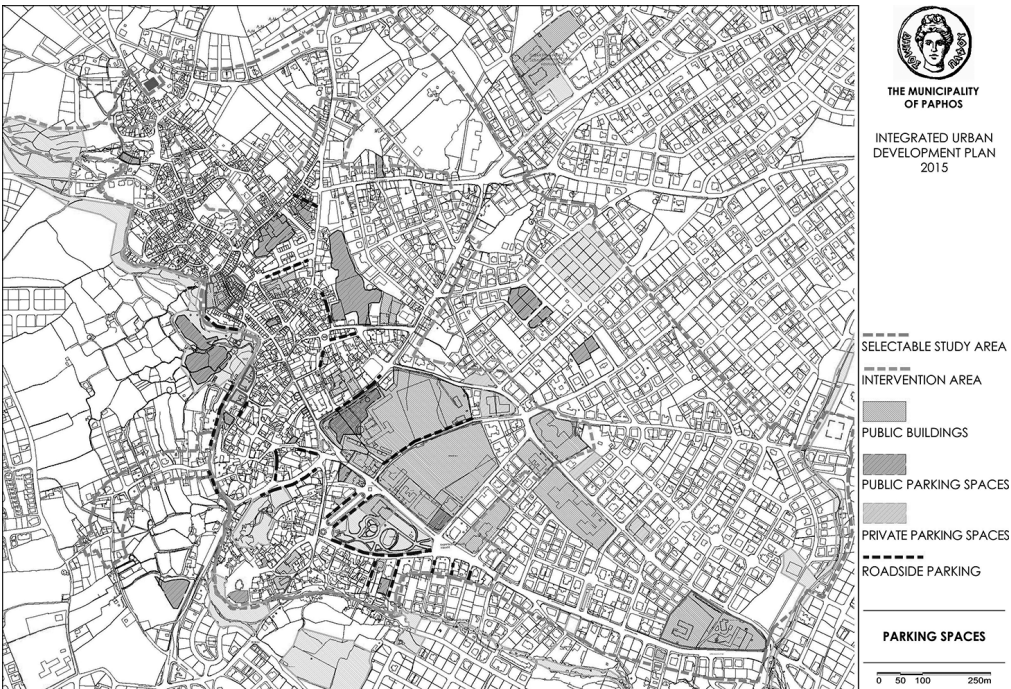 THE MUNICIPALITY
OF PAPHOS
INTEGRATED URBAN
DEVELOPMENT PLAN
2015
SELECTABLE STUDY AREA
INTERVENTION AREA
PUBLIC BUILDINGS
PUBLIC PARKING SPACES
PRIVATE PARKING SPACES
ROADSIDE PARKING
PARKING SPACES
0 50 100 250m